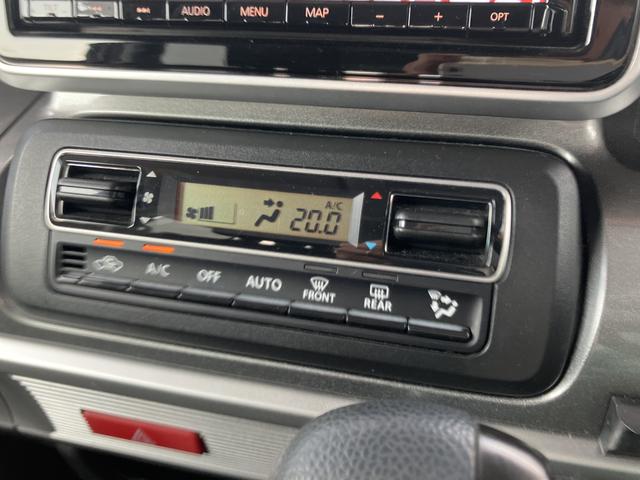 AUDIO MENU MAP − + OPT
A/C
20.0
A/C OFF AUTO FRONT REAR